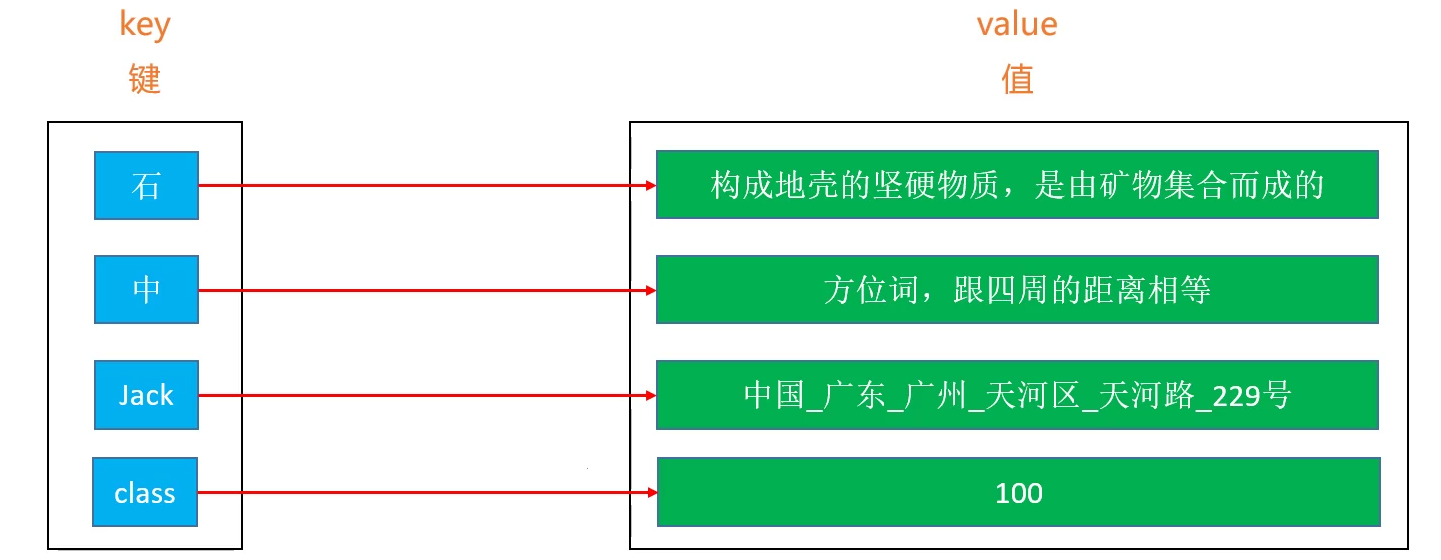 key
value
键
值
石
构成地壳的坚硬物质，是由矿物集合而成的
中
方位词，跟四周的距离相等
Jack
中国_广东_广州_天河区_天河路_229号
class
100